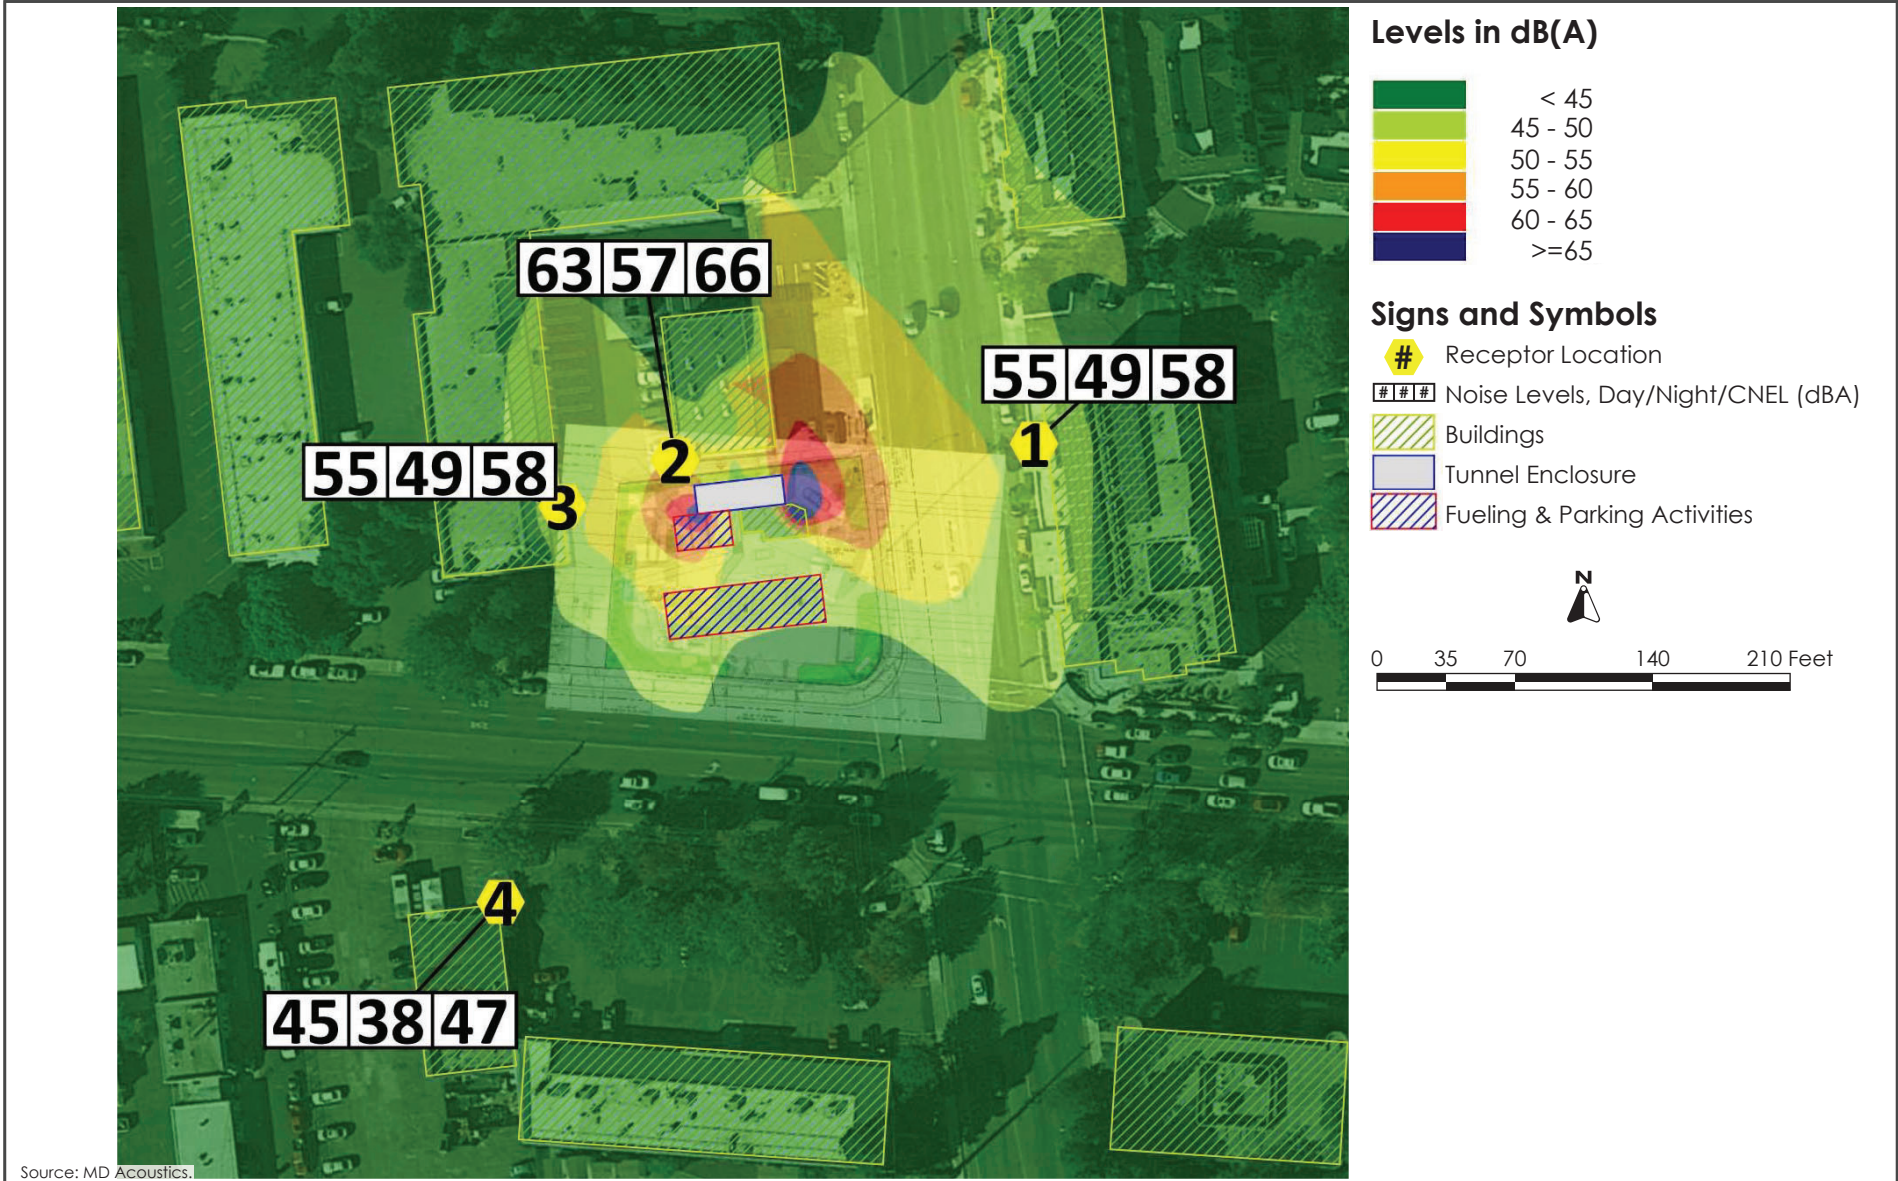 Levels in dB(A)
< 45
45 - 50
50 - 55
55 - 60
60 - 65
>=65
Signs and Symbols
# Receptor Location
# # # Noise Levels, Day/Night/CNEL (dBA)
Buildings
Tunnel Enclosure
Fueling & Parking Activities
N
0 35 70 140 210 Feet
63 57 66
55 49 58
1
2
55 49 58
3
4
45 38 47
Source: MD Acoustics.